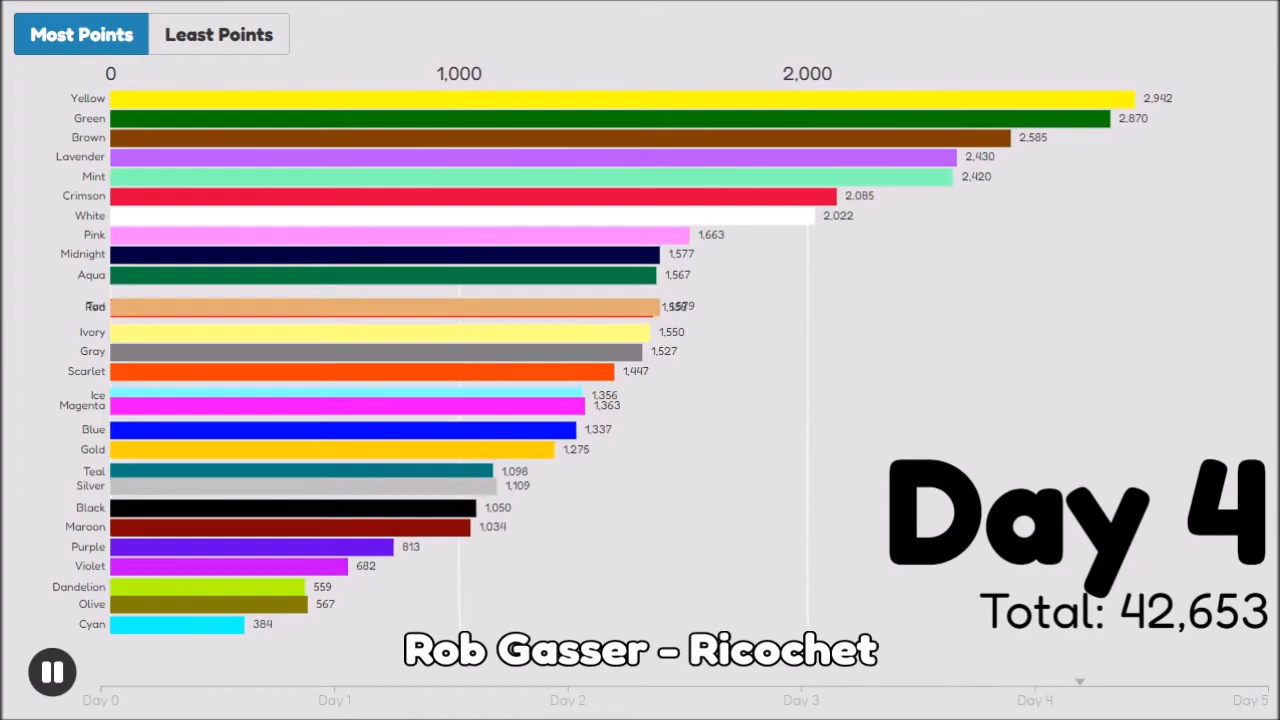 Most Points Least Points
0 1,000 2,000
Yellow 2,942
Green 2,870
Brown 2,585
Lavender 2,430
Mint 2,420
Crimson 2,085
White 2,022
Pink 1,663
Midnight 1,577
Aqua 1,567
Ivory 1,550
Gray 1,527
Scarlet 1,447
Ice 1,356
Magenta 1,363
Blue 1,337
Gold 1,275
Teal 1,098
Silver 1,109
Black 1,050
Maroon 1,034
Purple 813
Violet 682
Dandelion 559
Olive 567
Cyan 384
Day 4
Total: 42,653
Rob Gasser - Ricochet
Day 0 Day 1 Day 2 Day 3 Day 4 Day 5